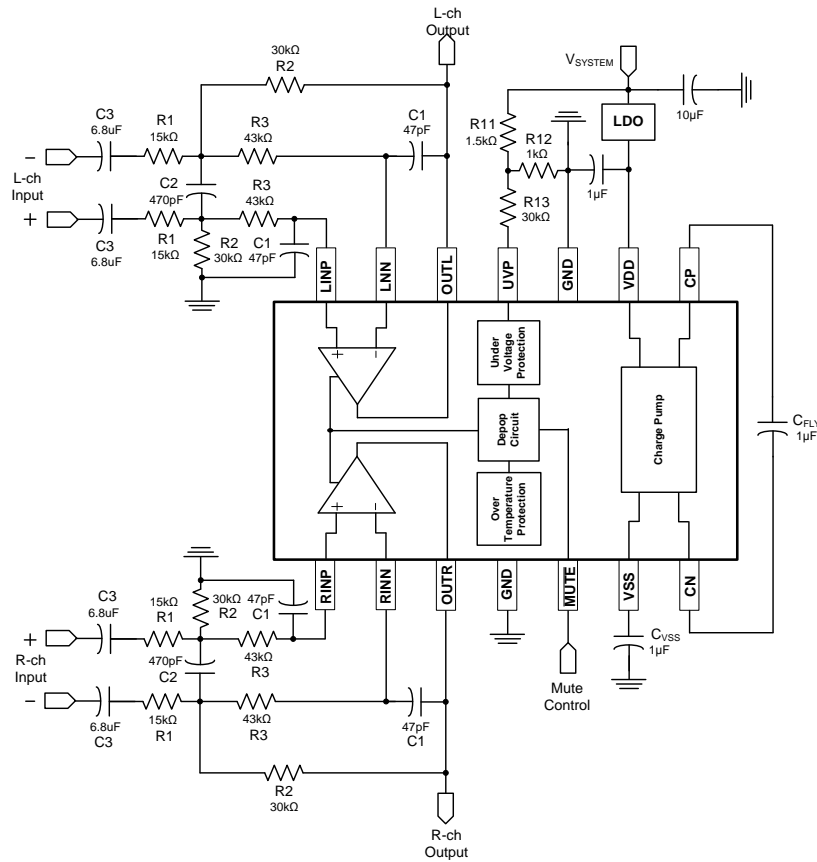 L-ch
Output
30kΩ
R2
C3
6.8uF
R1
15kΩ
R3
43kΩ
C1
47pF
−
L-ch
Input
+
C2
470pF
R3
43kΩ
C3
6.8uF
R1
15kΩ
R2
30kΩ
C1
47pF
VSYSTEM
10µF
LDO
R11
1.5kΩ
R12
1kΩ
1µF
R13
30kΩ
LINP
LNN
OUTL
UVP
GND
VDD
CP
+
−
Under
Voltage
Protection
Depop
Circuit
Over
Temperature
Protection
Charge Pump
CFLY
1µF
+
−
RINP
RINN
OUTR
GND
MUTE
VSS
CN
C3
6.8uF
15kΩ
R1
30kΩ
R2
47pF
C1
+
R-ch
Input
−
470pF
C2
43kΩ
R3
6.8uF
C3
15kΩ
R1
43kΩ
R3
47pF
C1
R2
30kΩ
R-ch
Output
Mute
Control
CVSS
1µF